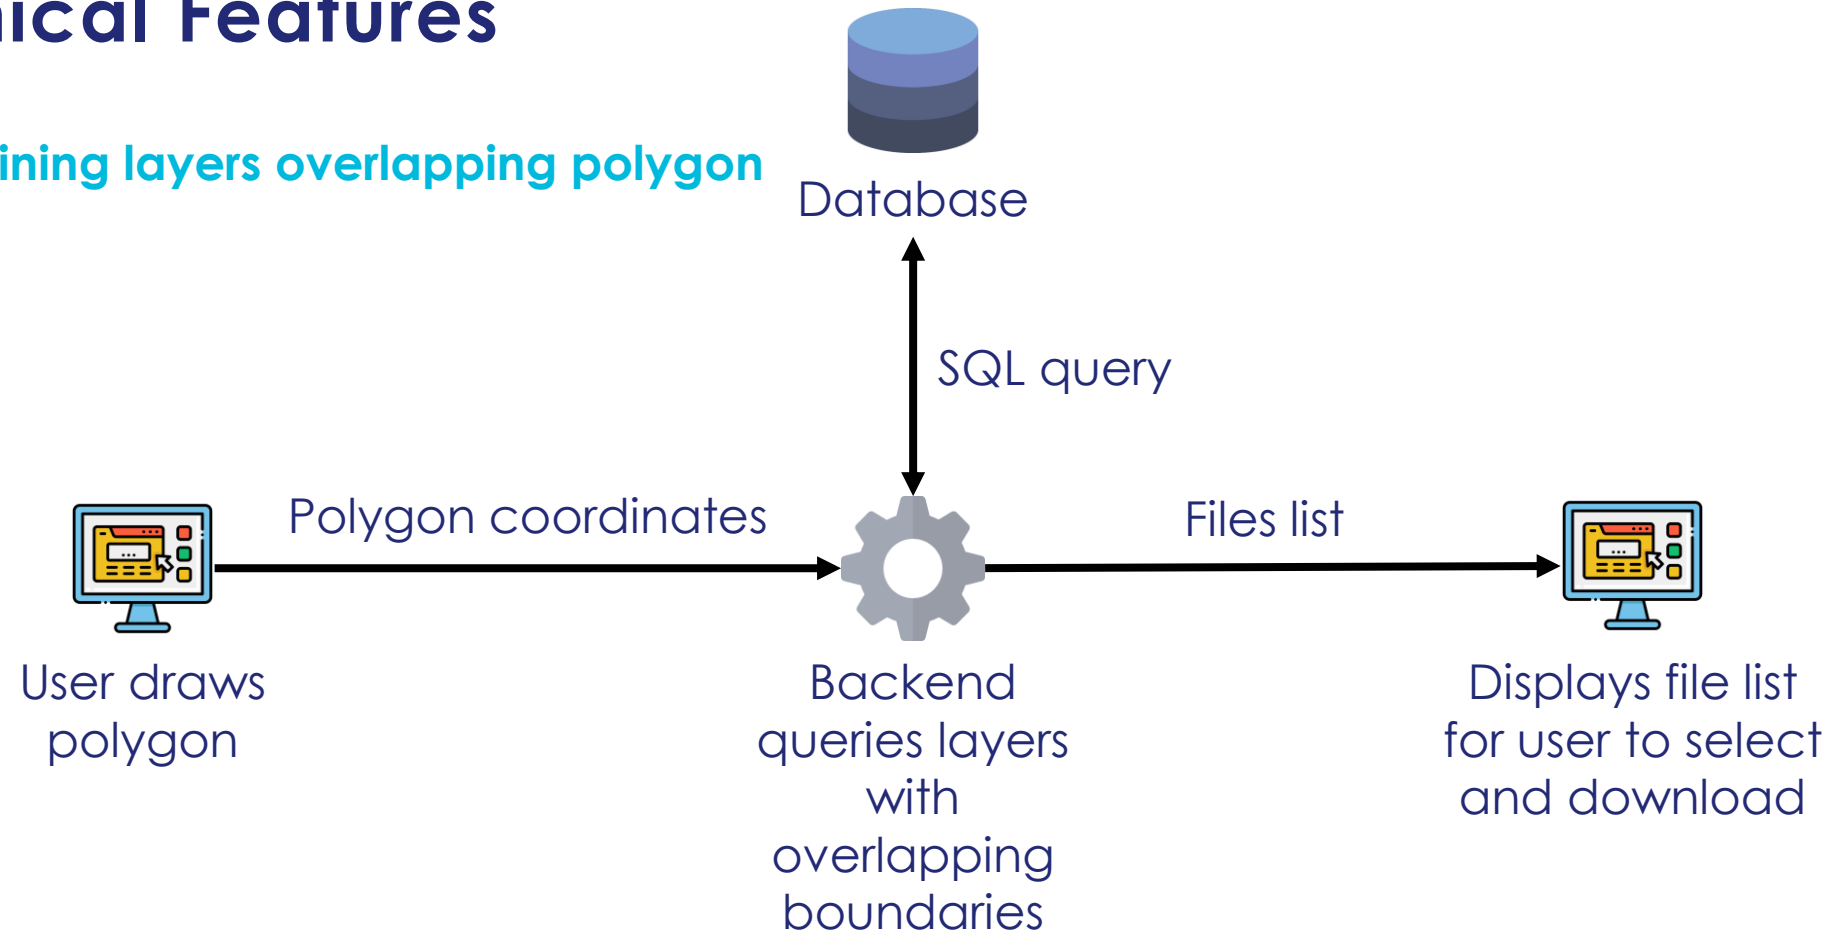 nical Features
ining layers overlapping polygon
Database
SQL query
Polygon coordinates
Files list
User draws
polygon
Backend
queries layers
with
overlapping
boundaries
Displays file list
for user to select
and download